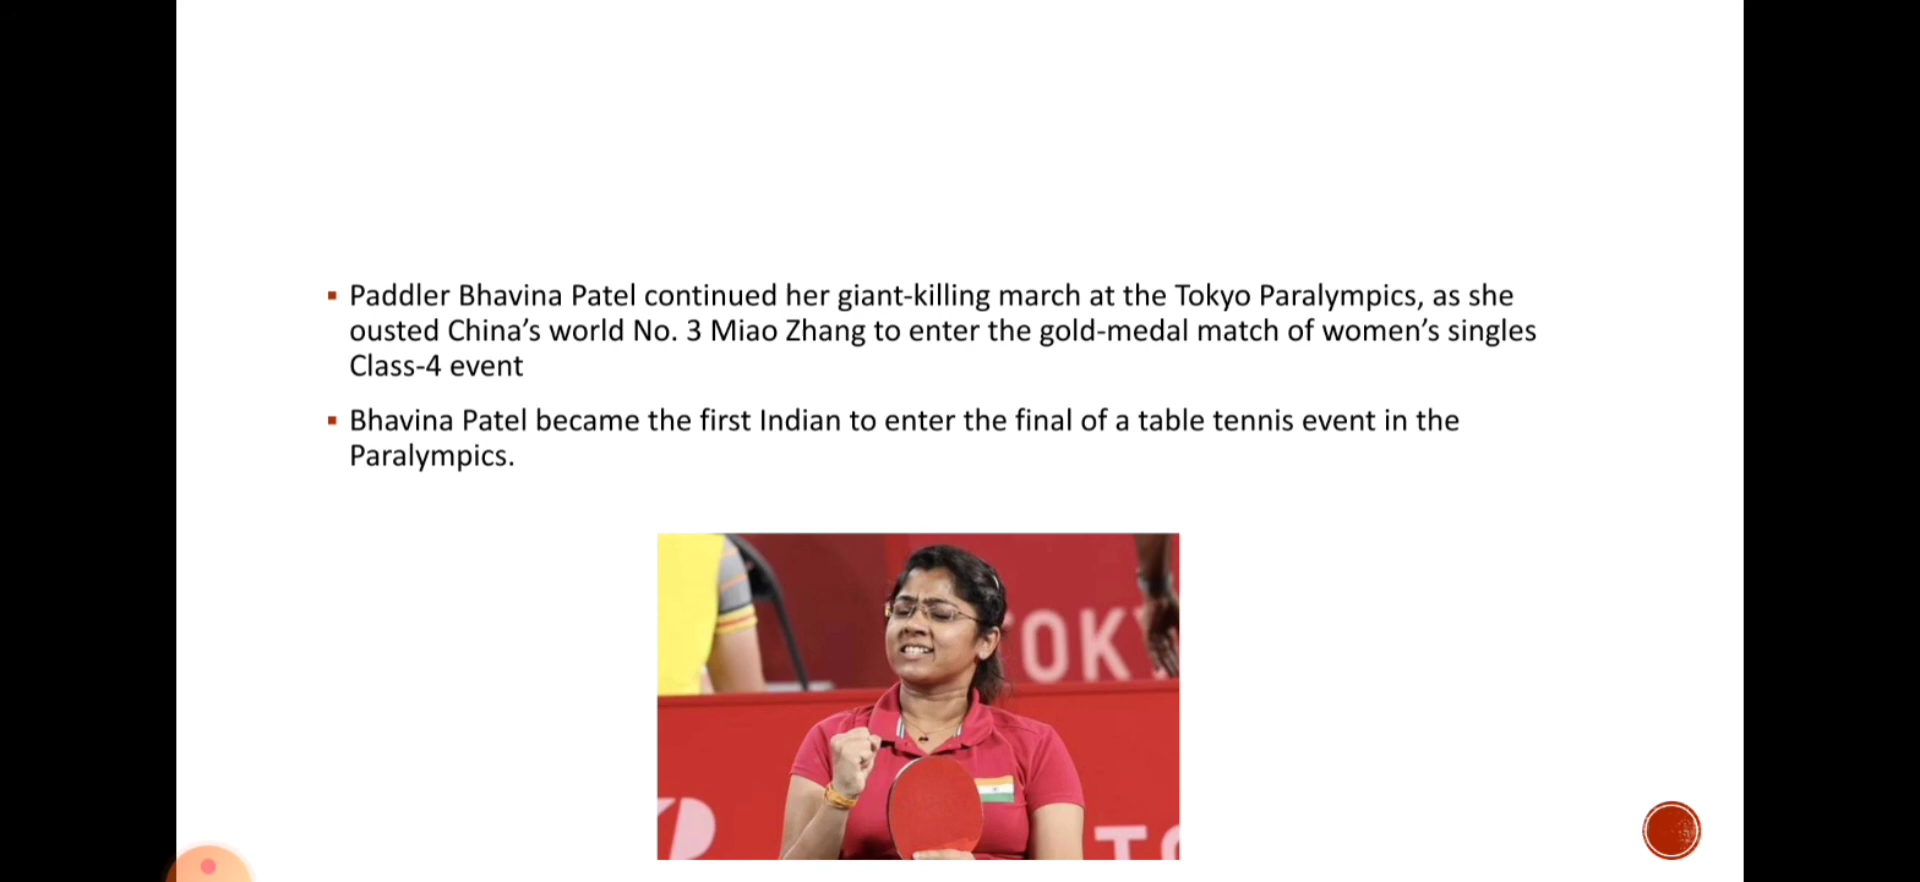 ▪ Paddler Bhavina Patel continued her giant-killing march at the Tokyo Paralympics, as she
ousted China’s world No. 3 Miao Zhang to enter the gold-medal match of women’s singles
Class-4 event
▪ Bhavina Patel became the first Indian to enter the final of a table tennis event in the
Paralympics.
TOKY
TO